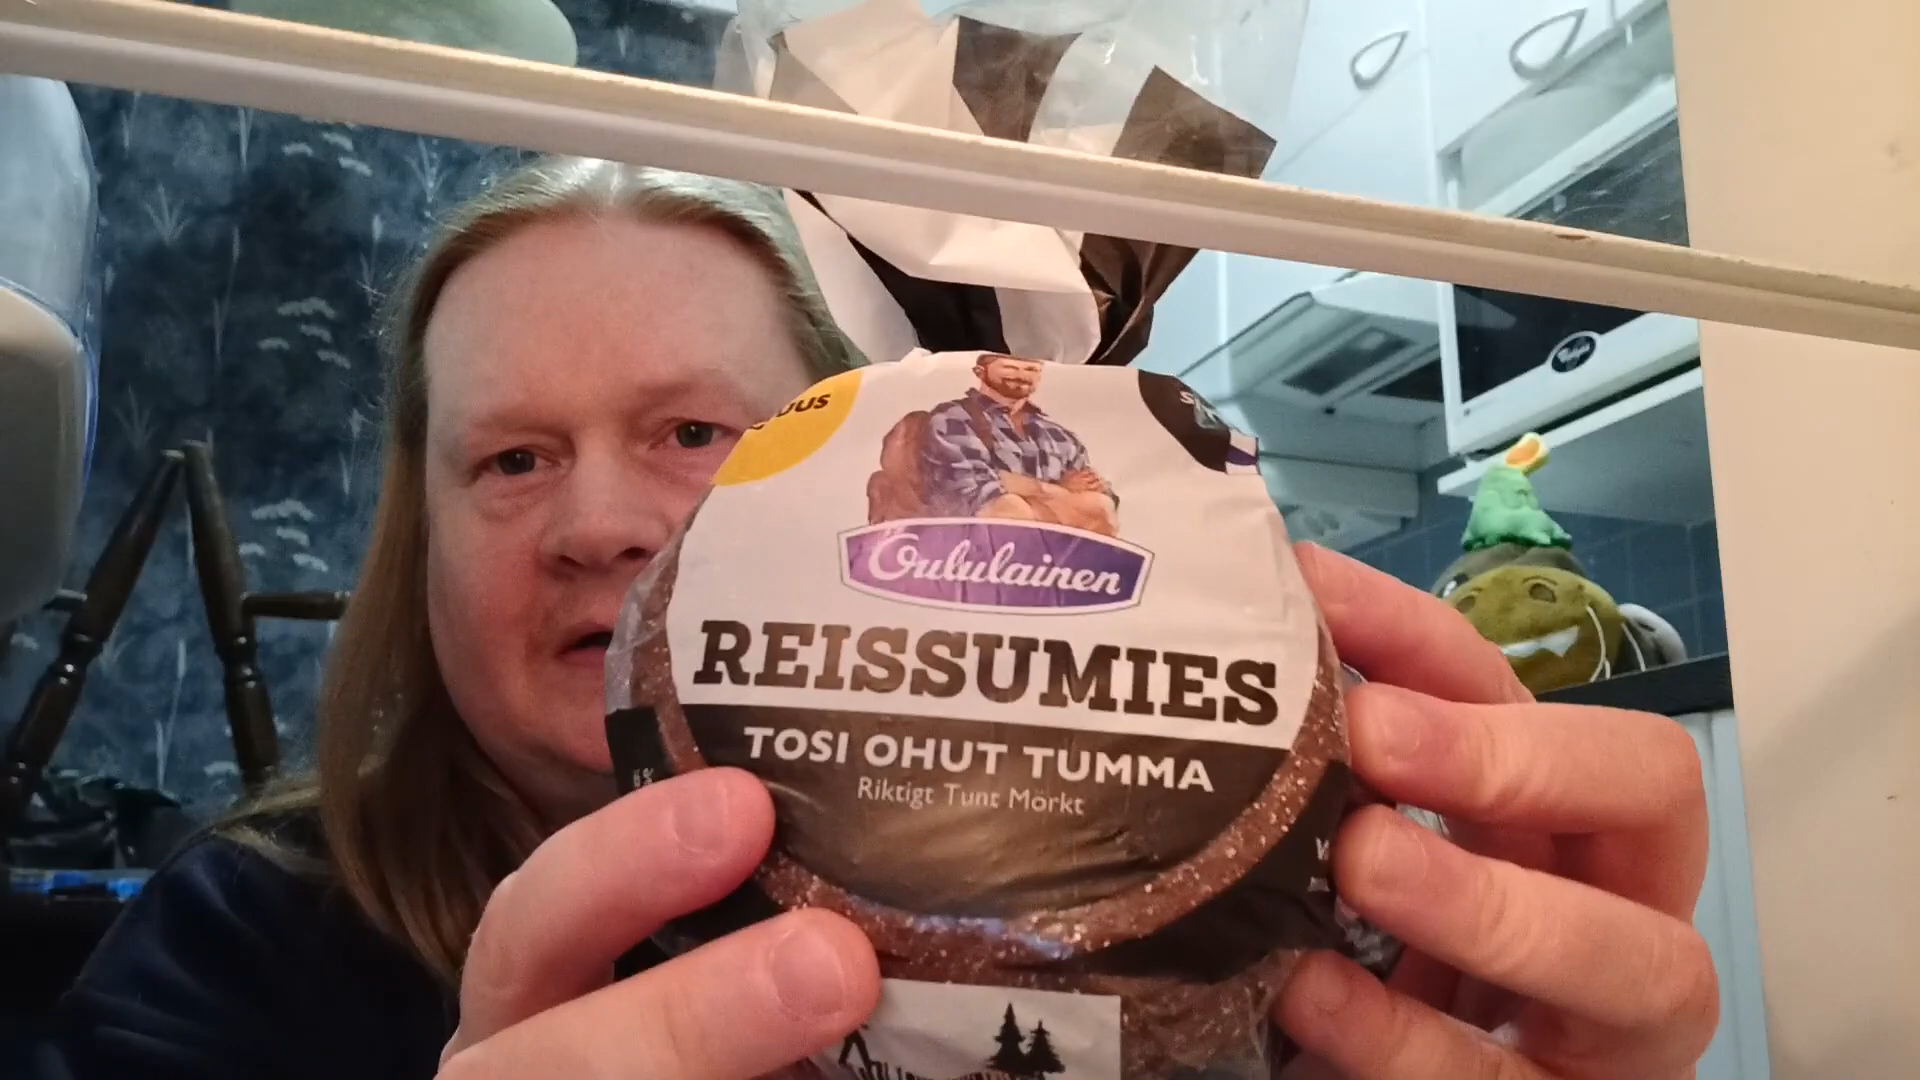 Oululainen
REISSUMIES
TOSI OHUT TUMMA
Riktigt Tunt Mörkt